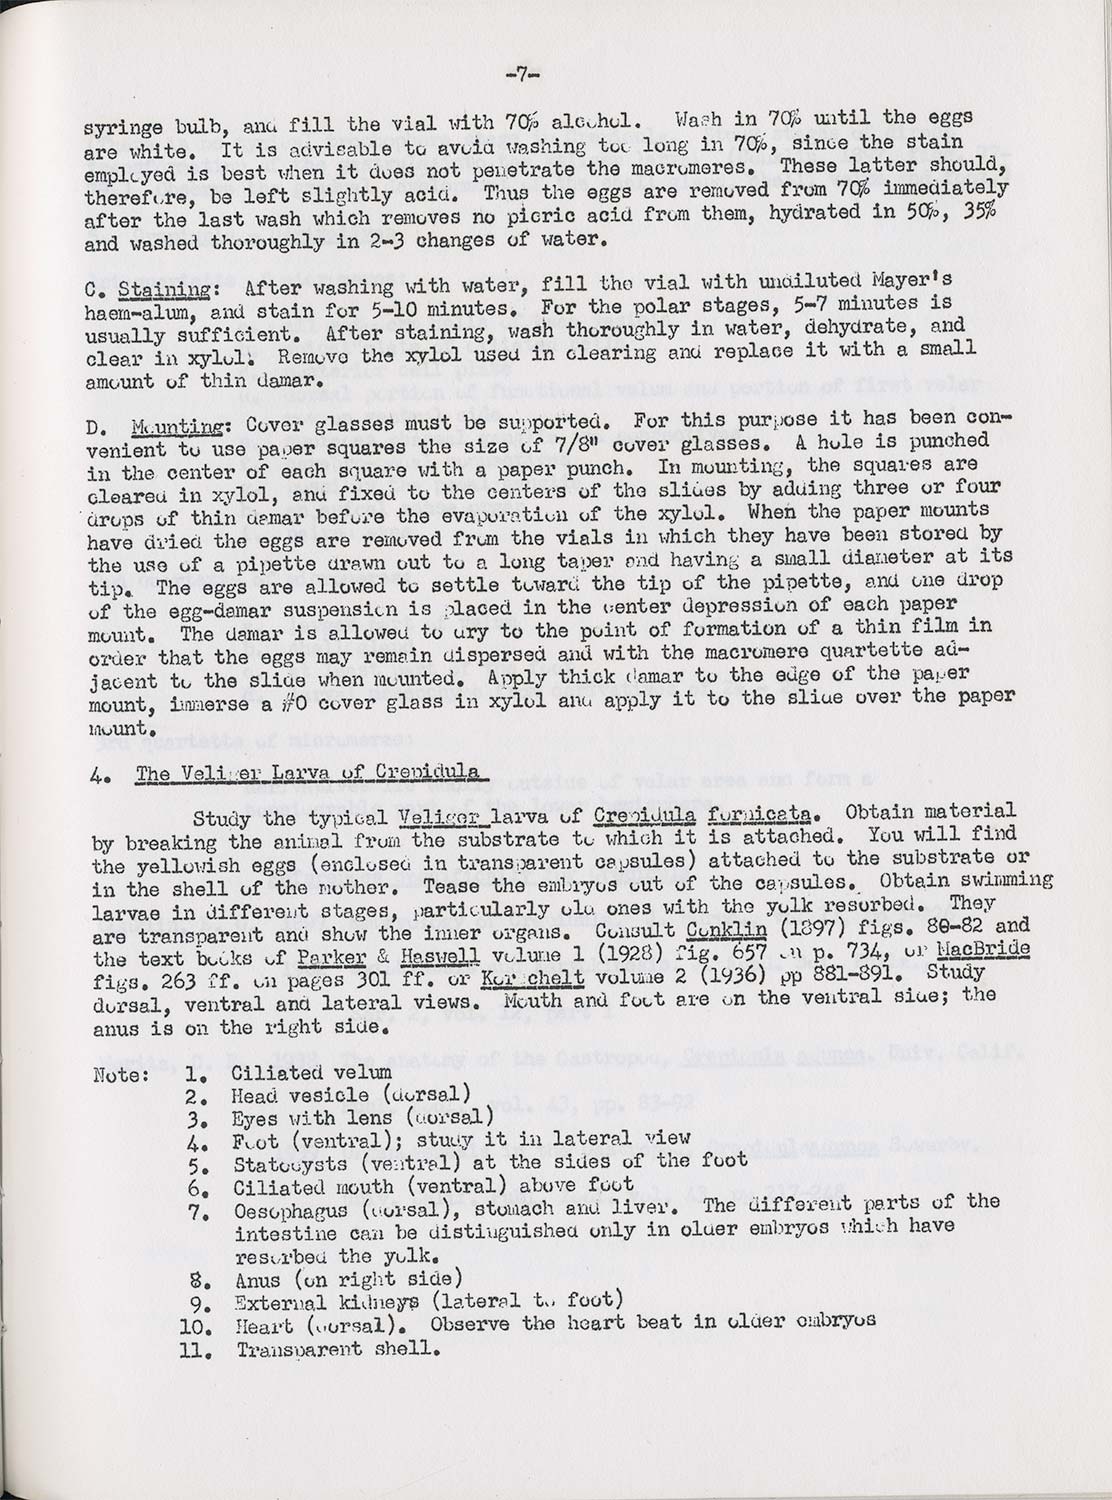 -7-
syringe bulb, and fill the vial with 70% alcohol. Wash in 70% until the eggs
are white. It is advisable to avoid washing too long in 70%, since the stain
employed is best when it does not penetrate the macromeres. These latter should,
therefore, be left slightly acid. Thus the eggs are removed from 70% immediately
after the last wash which removes no picric acid from them, hydrated in 50%, 35%
and washed thoroughly in 2-3 changes of water.
C. Staining: After washing with water, fill the vial with undiluted Mayer's
haem-alum, and stain for 5-10 minutes. For the polar stages, 5-7 minutes is
usually sufficient. After staining, wash thoroughly in water, dehydrate, and
clear in xylol. Remove the xylol used in clearing and replace it with a small
amount of thin damar.
D. Mounting: Cover glasses must be supported. For this purpose it has been con-
venient to use paper squares the size of 7/8" cover glasses. A hole is punched
in the center of each square with a paper punch. In mounting, the squares are
cleared in xylol, and fixed to the centers of the slides by adding three or four
drops of thin damar before the evaporation of the xylol. When the paper mounts
have dried the eggs are removed from the vials in which they have been stored by
the use of a pipette drawn out to a long taper and having a small diameter at its
tip. The eggs are allowed to settle toward the tip of the pipette, and one drop
of the egg-damar suspension is placed in the center depression of each paper
mount. The damar is allowed to dry to the point of formation of a thin film in
order that the eggs may remain dispersed and with the macromere quartette ad-
jacent to the slide when mounted. Apply thick damar to the edge of the paper
mount, immerse a #0 cover glass in xylol and apply it to the slide over the paper
mount.
4. The Veliger Larva of Crepidula
Study the typical Veliger larva of Crepidula fornicata. Obtain material
by breaking the animal from the substrate to which it is attached. You will find
the yellowish eggs (enclosed in transparent capsules) attached to the substrate or
in the shell of the mother. Tease the embryos out of the capsules. Obtain swimming
larvae in different stages, particularly old ones with the yolk resorbed. They
are transparent and show the inner organs. Consult Conklin (1897) figs. 80-82 and
the text books of Parker & Haswell volume 1 (1928) fig. 657 on p. 734, or MacBride
figs. 263 ff. on pages 301 ff. or Korschelt volume 2 (1936) pp 881-891. Study
dorsal, ventral and lateral views. Mouth and foot are on the ventral side; the
anus is on the right side.
Note: 1. Ciliated velum
2. Head vesicle (dorsal)
3. Eyes with lens (dorsal)
4. Foot (ventral); study it in lateral view
5. Statocysts (ventral) at the sides of the foot
6. Ciliated mouth (ventral) above foot
7. Oesophagus (dorsal), stomach and liver. The different parts of the
intestine can be distinguished only in older embryos which have
resorbed the yolk.
8. Anus (on right side)
9. External kidneys (lateral to foot)
10. Heart (dorsal). Observe the heart beat in older embryos
11. Transparent shell.